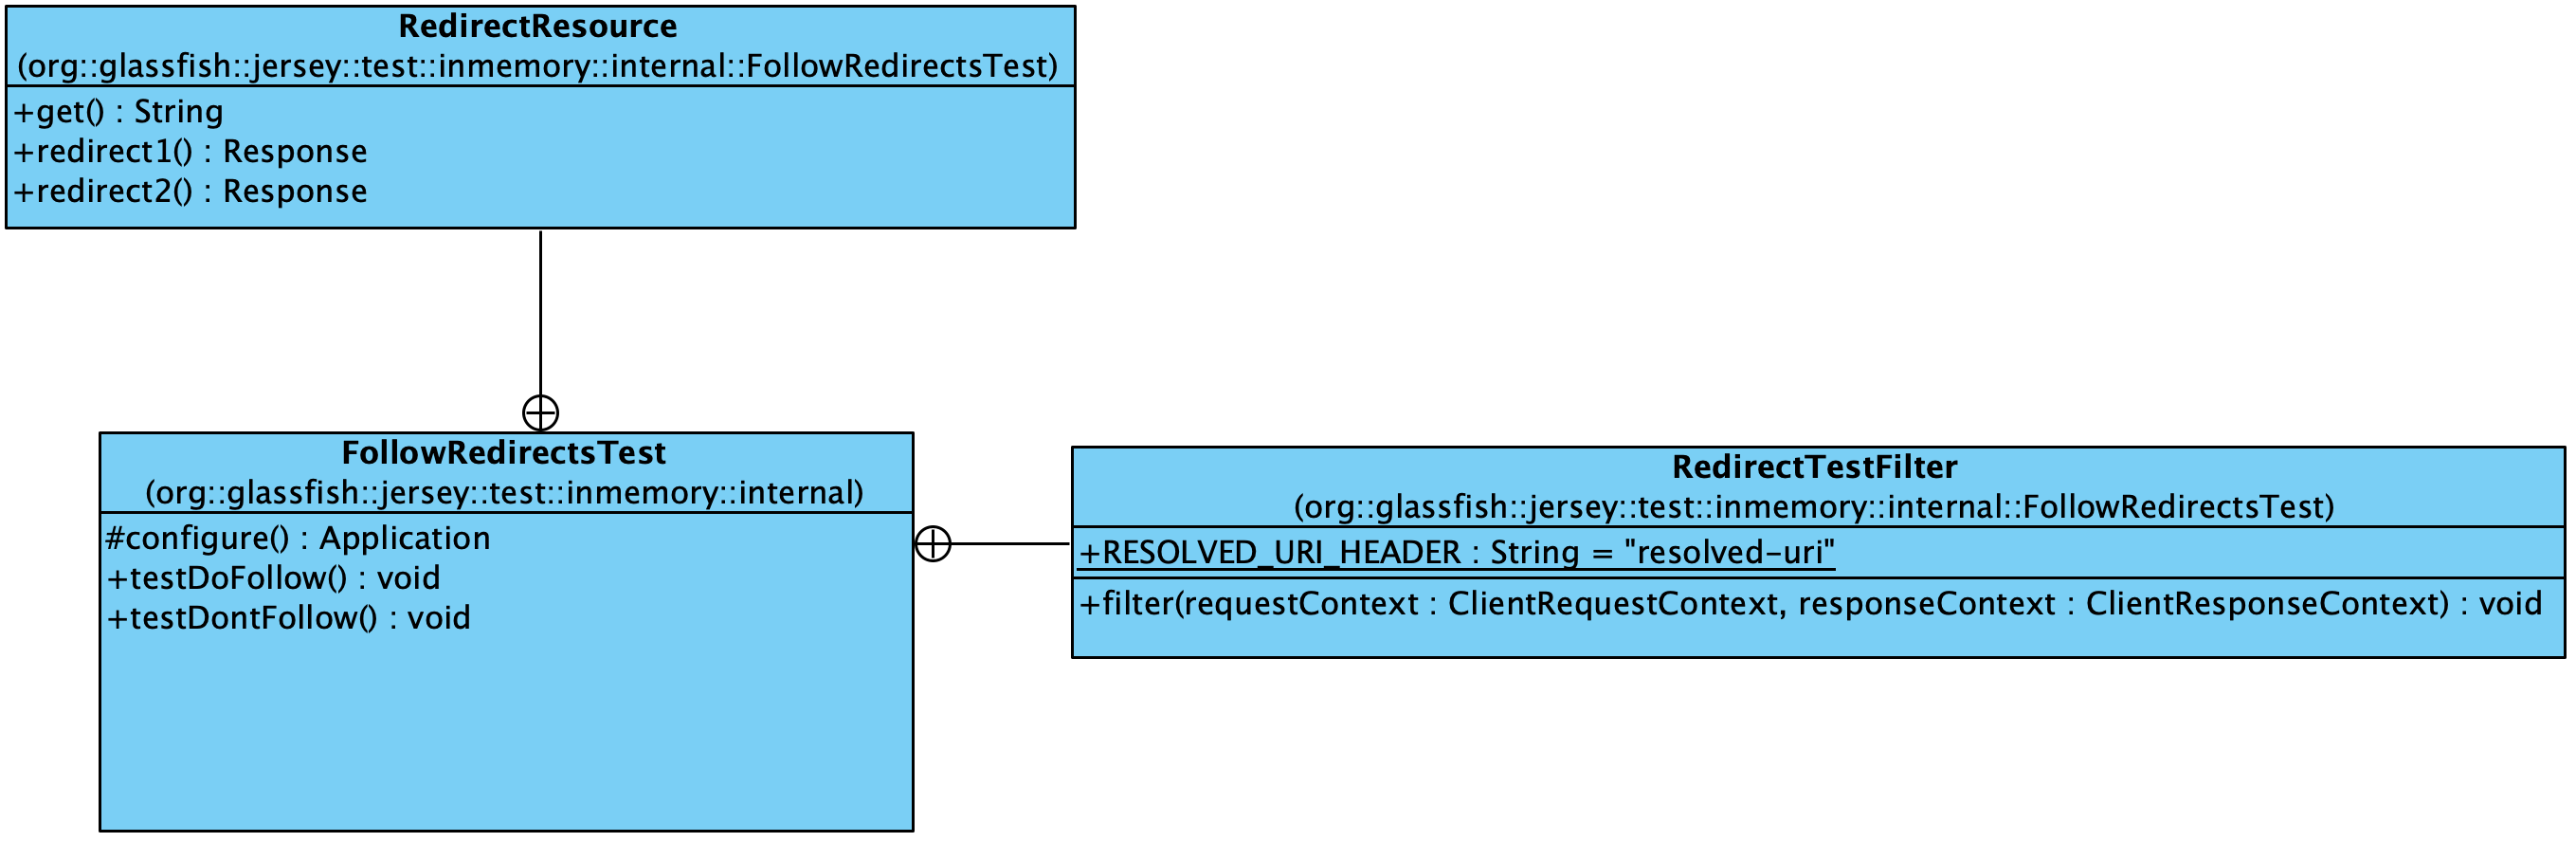 RedirectResource
(org::glassfish::jersey::test::inmemory::internal::FollowRedirectsTest)
+get() : String
+redirect1() : Response
+redirect2() : Response
FollowRedirectsTest
(org::glassfish::jersey::test::inmemory::internal)
#configure() : Application
+testDoFollow() : void
+testDontFollow() : void
RedirectTestFilter
(org::glassfish::jersey::test::inmemory::internal::FollowRedirectsTest)
+RESOLVED_URI_HEADER : String = "resolved-uri"
+filter(requestContext : ClientRequestContext, responseContext : ClientResponseContext) : void